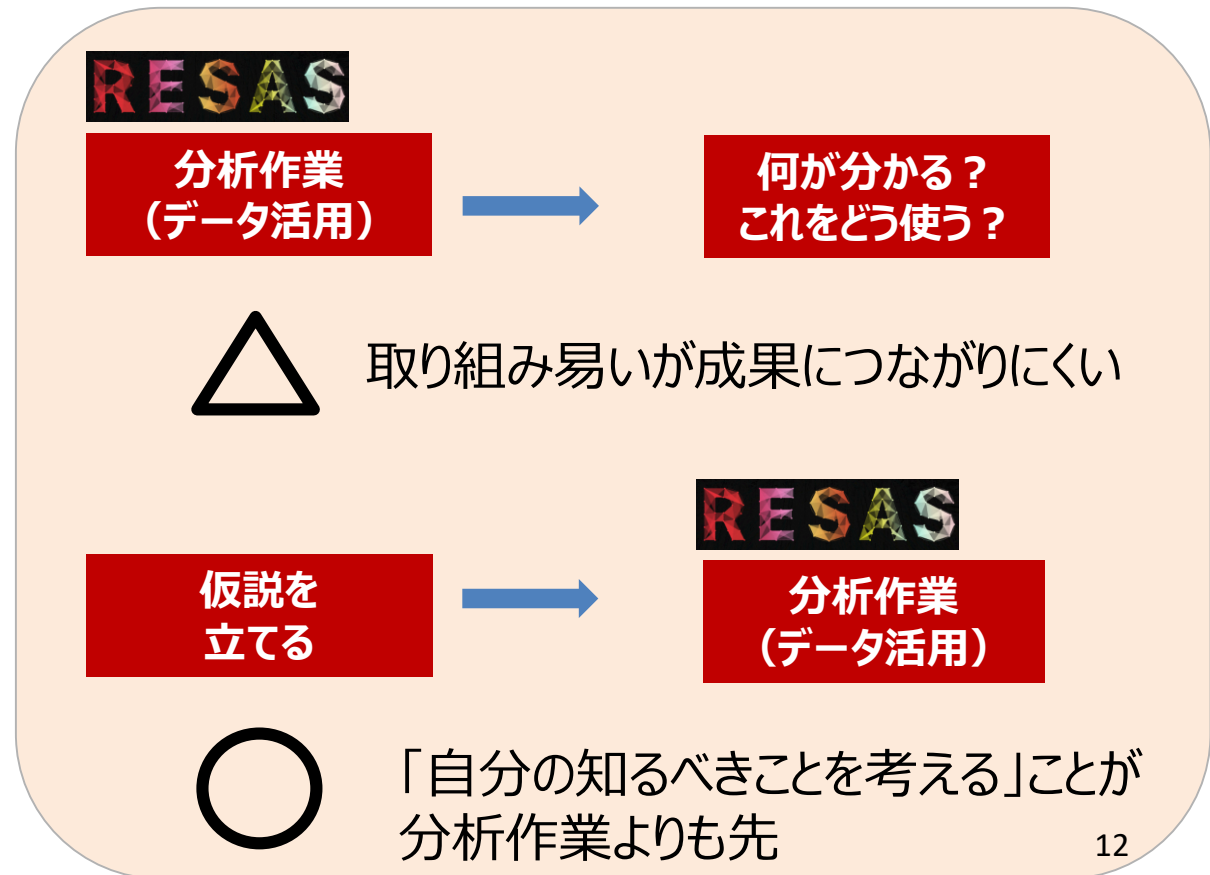 RESAS
分析作業
（データ活用）
何が分かる？
これをどう使う？
取り組み易いが成果につながりにくい
RESAS
仮説を
立てる
分析作業
（データ活用）
「自分の知るべきことを考える」ことが
分析作業よりも先
12